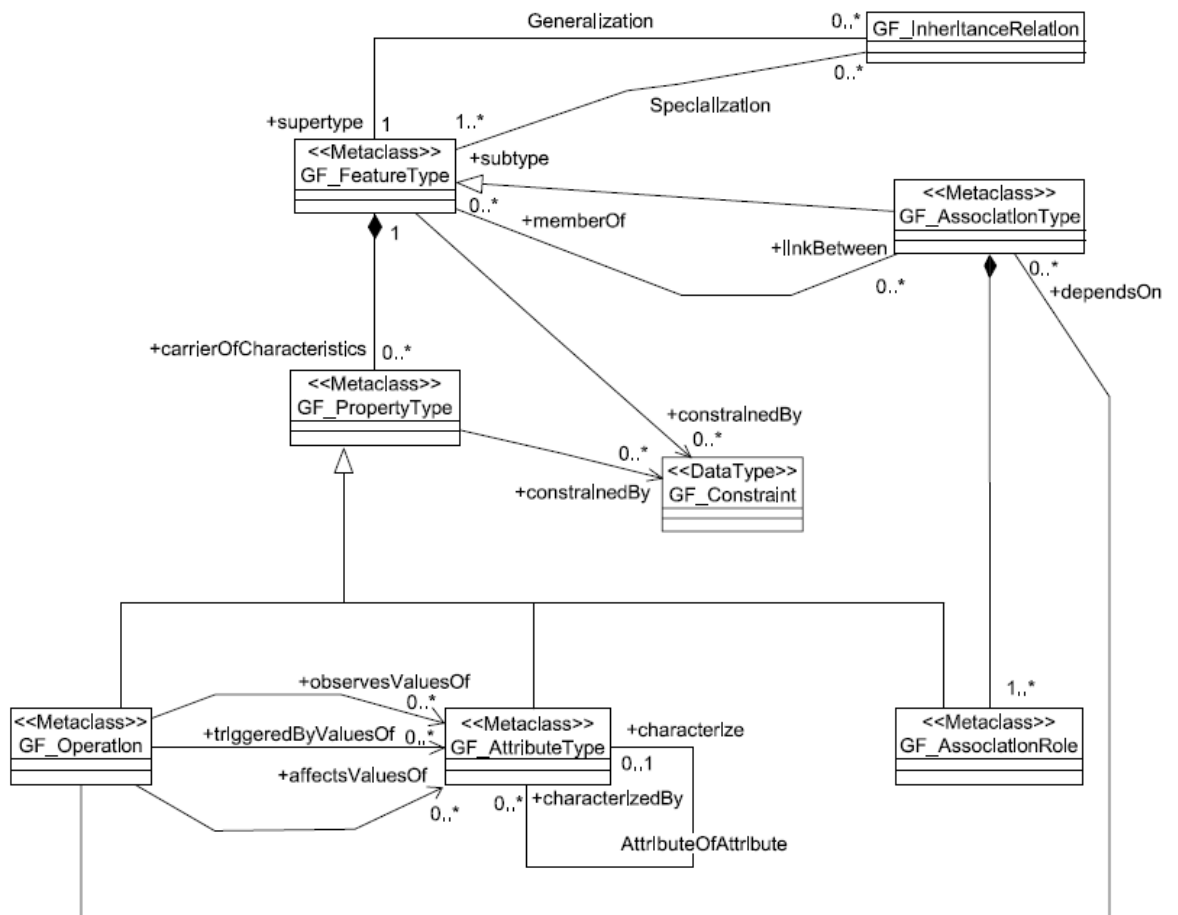 Generalization
0..*
GF_InheritanceRelation
0..*
Specialization
+supertype
1
1..*
<<Metaclass>>
GF_FeatureType
+subtype
<<Metaclass>>
GF_AssociationType
0..*
+memberOf
1
+linkBetween
0..*
0..*
+dependsOn
+carrierOfCharacteristics
0..*
<<Metaclass>>
GF_PropertyType
+constrainedBy
0..*
0..*
+constrainedBy
<<DataType>>
GF_Constraint
+observesValuesOf
0..*
1..*
<<Metaclass>>
GF_Operation
+triggeredByValuesOf
0..*
<<Metaclass>>
GF_AttributeType
+characterize
0..1
<<Metaclass>>
GF_AssociationRole
+affectsValuesOf
0..*
0..*
+characterizedBy
AttributeOfAttribute